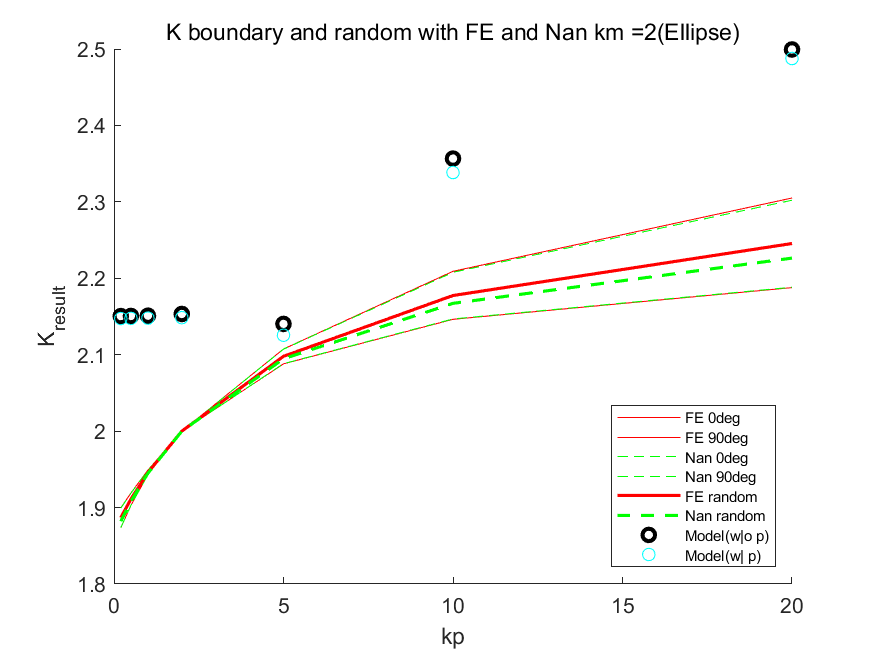 K boundary and random with FE and Nan km =2(Ellipse)
2.5
2.4
2.3
2.2
2.1
2
1.9
1.8
K_result
0 5 10 15 20
kp
FE 0deg
FE 90deg
Nan 0deg
Nan 90deg
FE random
Nan random
Model(w|o p)
Model(w| p)